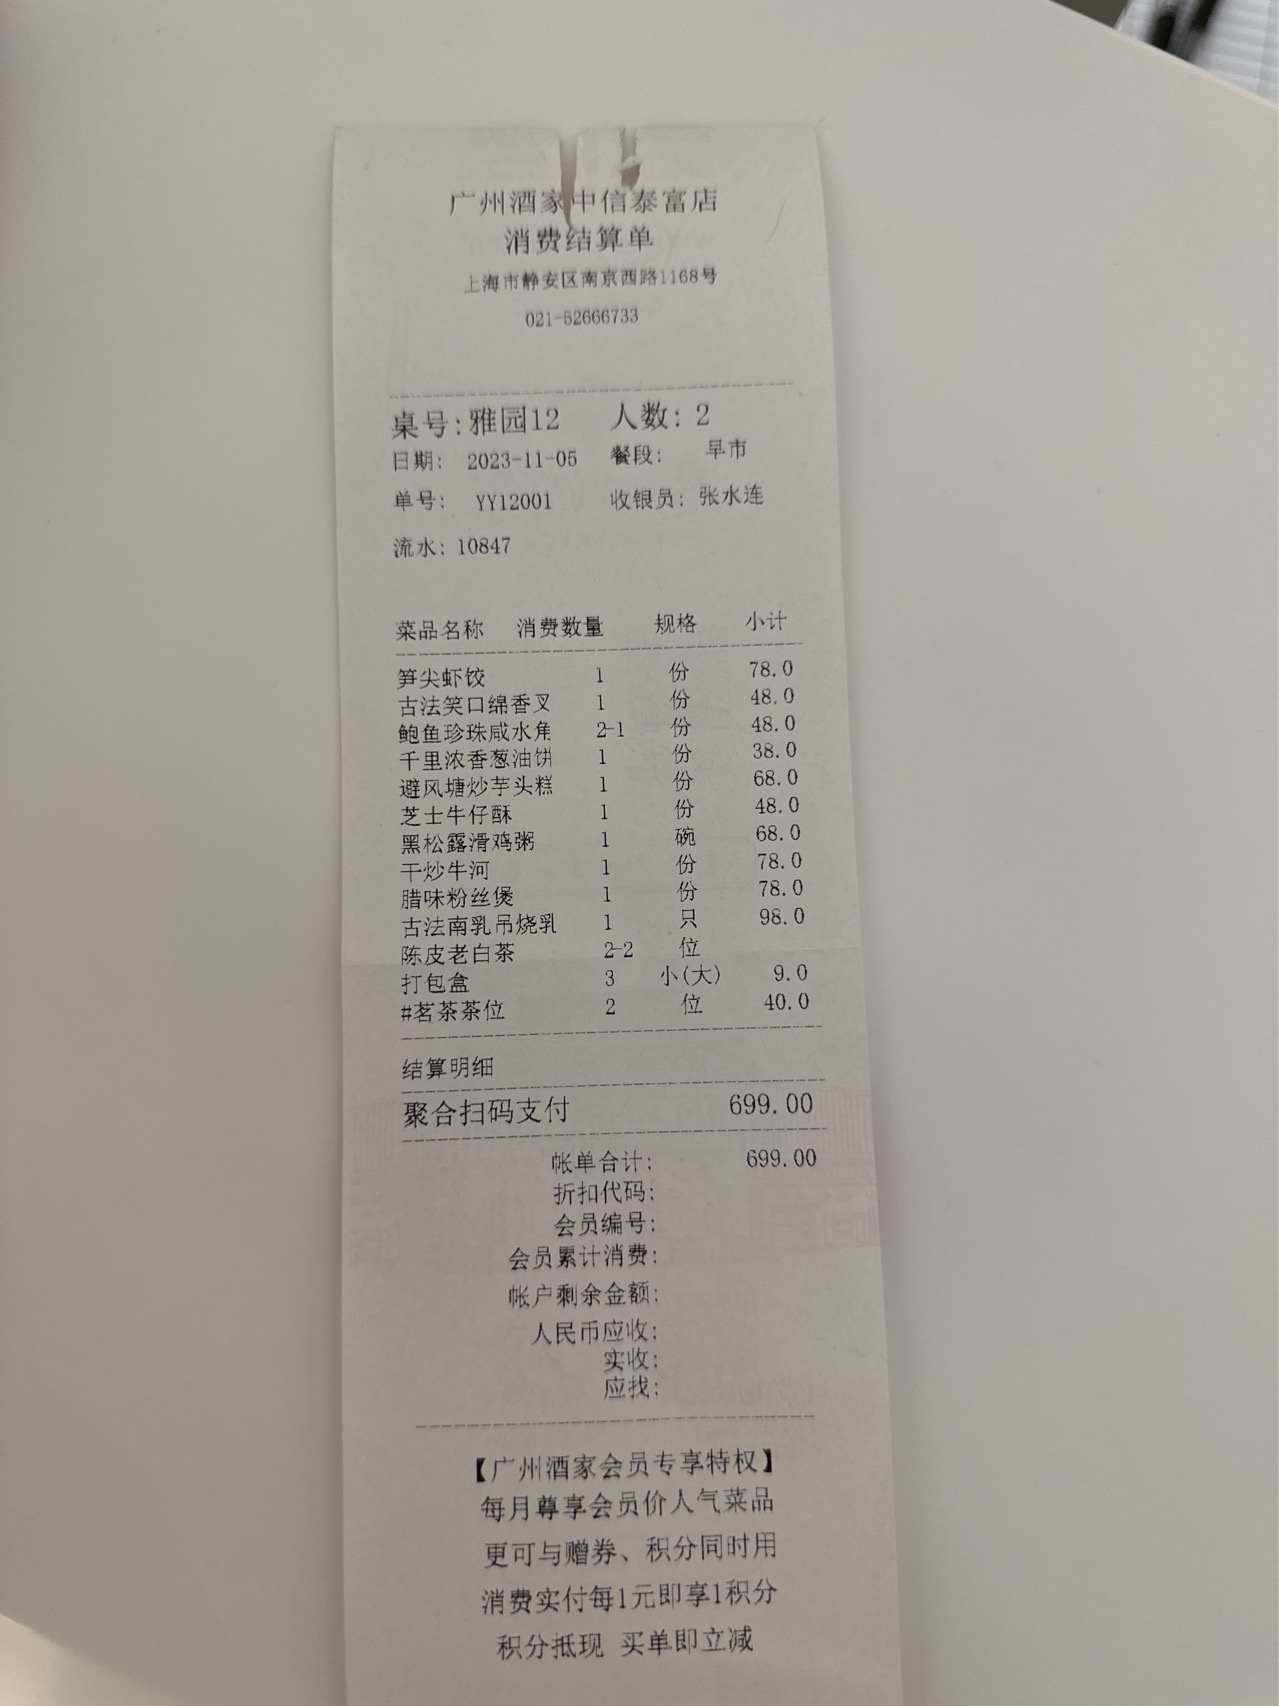 广州酒家中信泰富店
消费结算单
上海市静安区南京西路1168号
021-52666733
桌号:雅园12 人数: 2
日期: 2023-11-05 餐段: 早市
单号: YY12001 收银员: 张水连
流水: 10847
菜品名称 消费数量 规格 小计
笋尖虾饺 1 份 78.0
古法笑口绵香叉 1 份 48.0
鲍鱼珍珠咸水角 2-1 份 48.0
千里浓香葱油饼 1 份 38.0
避风塘炒芋头糕 1 份 68.0
芝士牛仔酥 1 份 48.0
黑松露滑鸡粥 1 碗 68.0
干炒牛河 1 份 78.0
腊味粉丝煲 1 份 78.0
古法南乳吊烧乳 1 只 98.0
陈皮老白茶 2-2 位
打包盒 3 小(大) 9.0
#茗茶茶位 2 位 40.0
结算明细
聚合扫码支付 699.00
帐单合计: 699.00
折扣代码:
会员编号:
会员累计消费:
帐户剩余金额:
人民币应收:
实收:
应找:
【广州酒家会员专享特权】
每月尊享会员价人气菜品
更可与赠券、积分同时用
消费实付每1元即享1积分
积分抵现 买单即立减